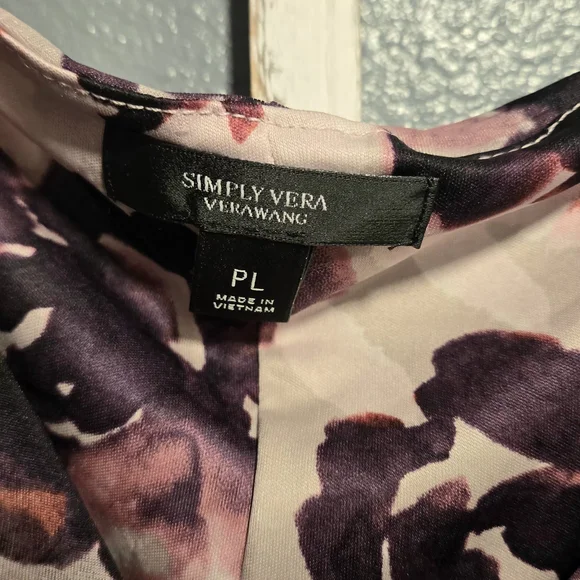 SIMPLY VERA
VERAWANG
PL
MADE IN
VIETNAM